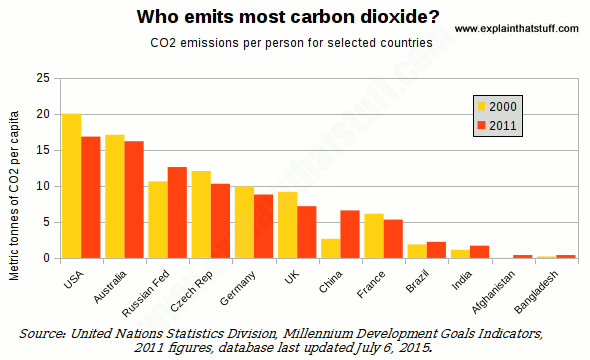 Who emits most carbon dioxide?
www.explainthatstuff.com
CO2 emissions per person for selected countries
Metric tonnes of CO2 per capita
25
20
15
10
5
0
2000
2011
USA
Australia
Russian Fed
Czech Rep
Germany
UK
China
France
Brazil
India
Afghanistan
Bangladesh
Source: United Nations Statistics Division, Millennium Development Goals Indicators,
2011 figures, database last updated July 6, 2015.